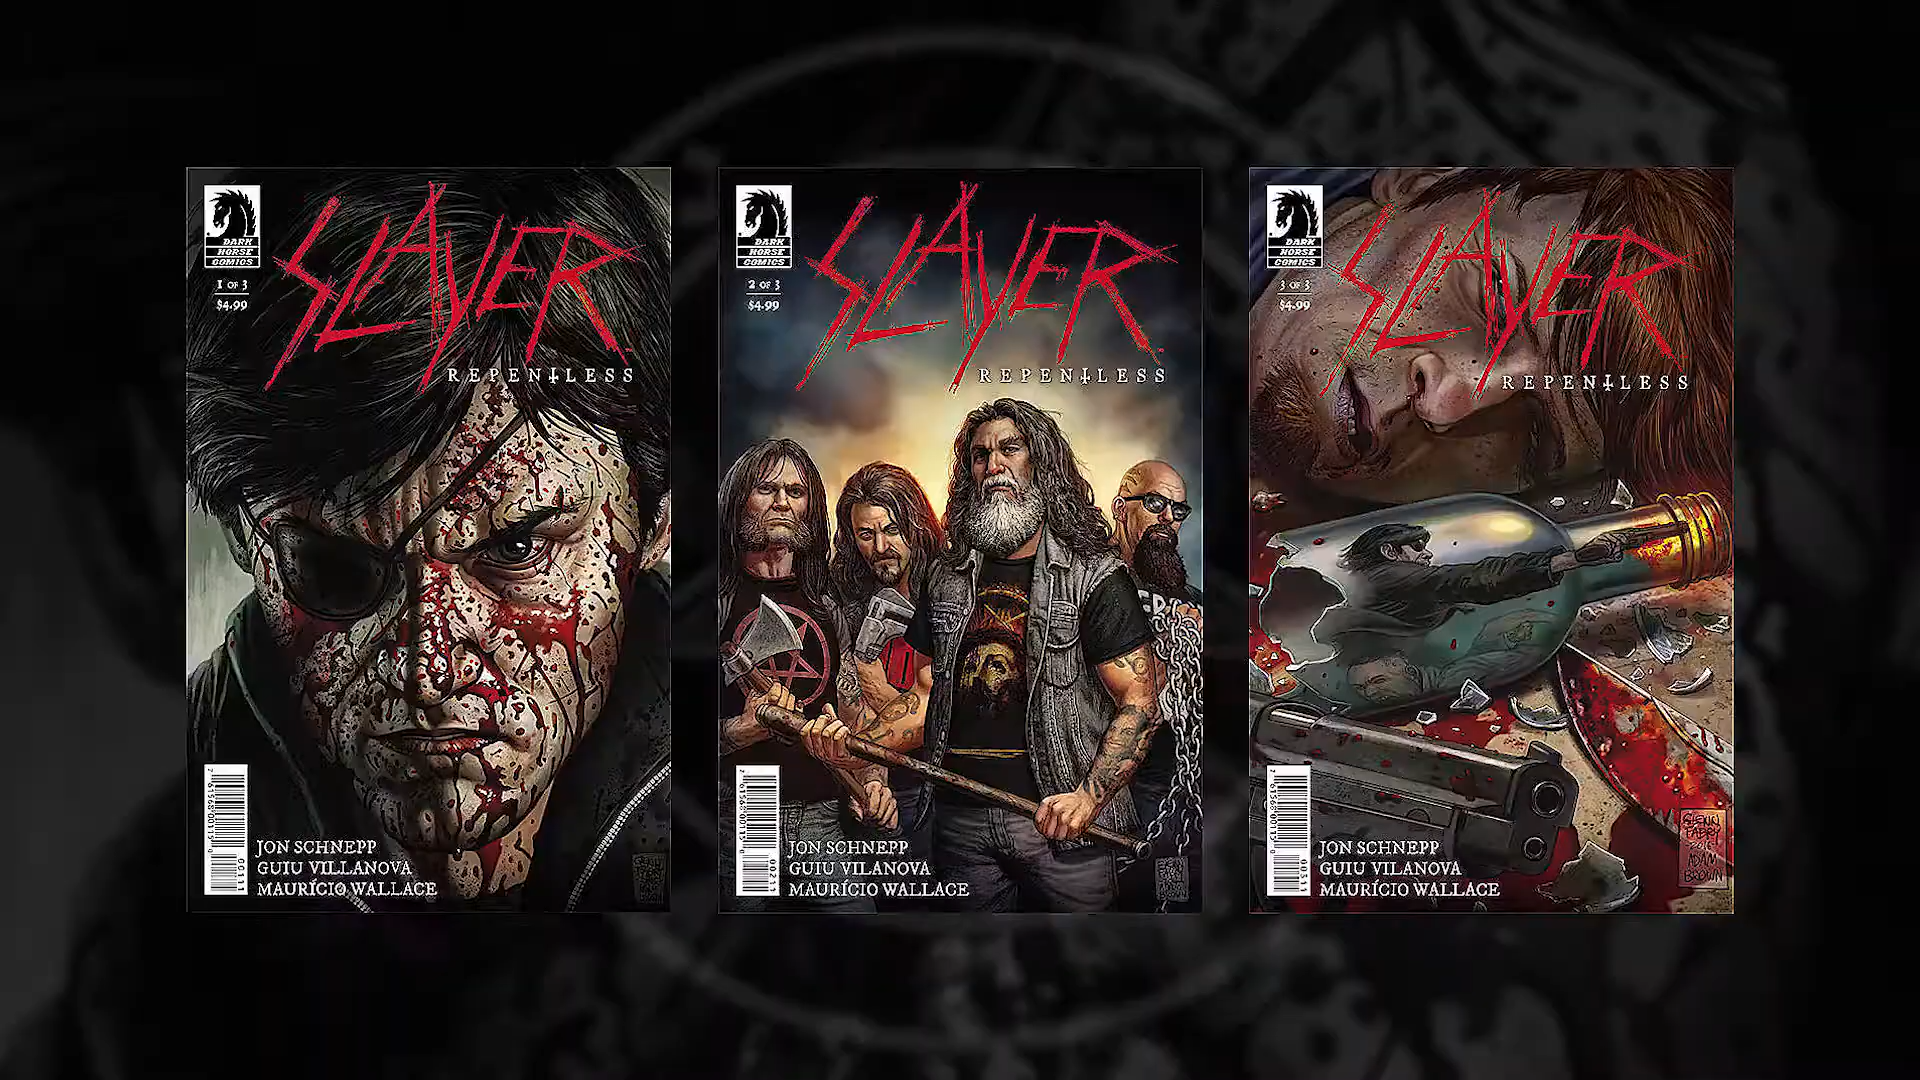 DARK
HORSE
COMICS
1 OF 3
$4.99
SLAYER
REPENTLESS
JON SCHNEPP
GUIU VILLANOVA
MAURÍCIO WALLACE
DARK
HORSE
COMICS
2 OF 3
$4.99
SLAYER
REPENTLESS
JON SCHNEPP
GUIU VILANOVA
MAURÍCIO WALLACE
DARK
HORSE
COMICS
3 OF 3
$4.99
SLAYER
REPENTLESS
JON SCHNEPP
GUIU VILANOVA
MAURÍCIO WALLACE
GLENN
FABRY
2016
ADAM
BROWN